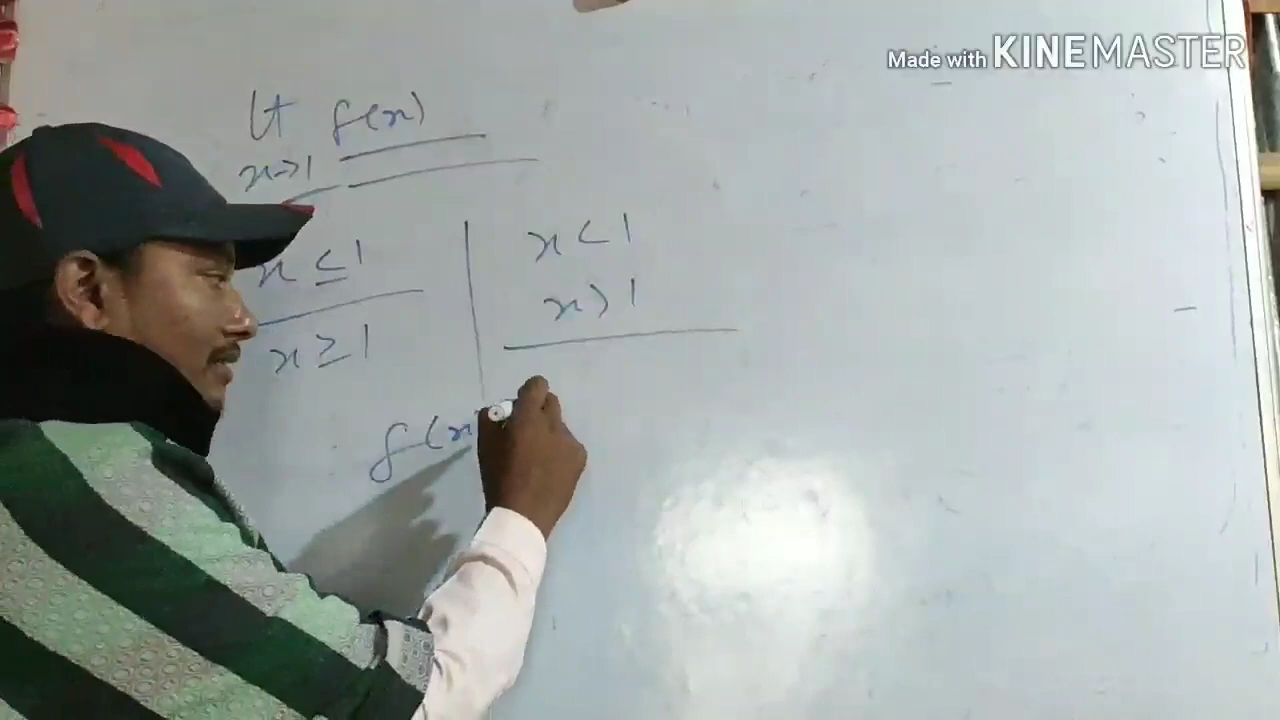 Made with KINEMASTER
lt f(x)
x→1
x ≤ 1
x ≥ 1
x < 1
x > 1
f(x